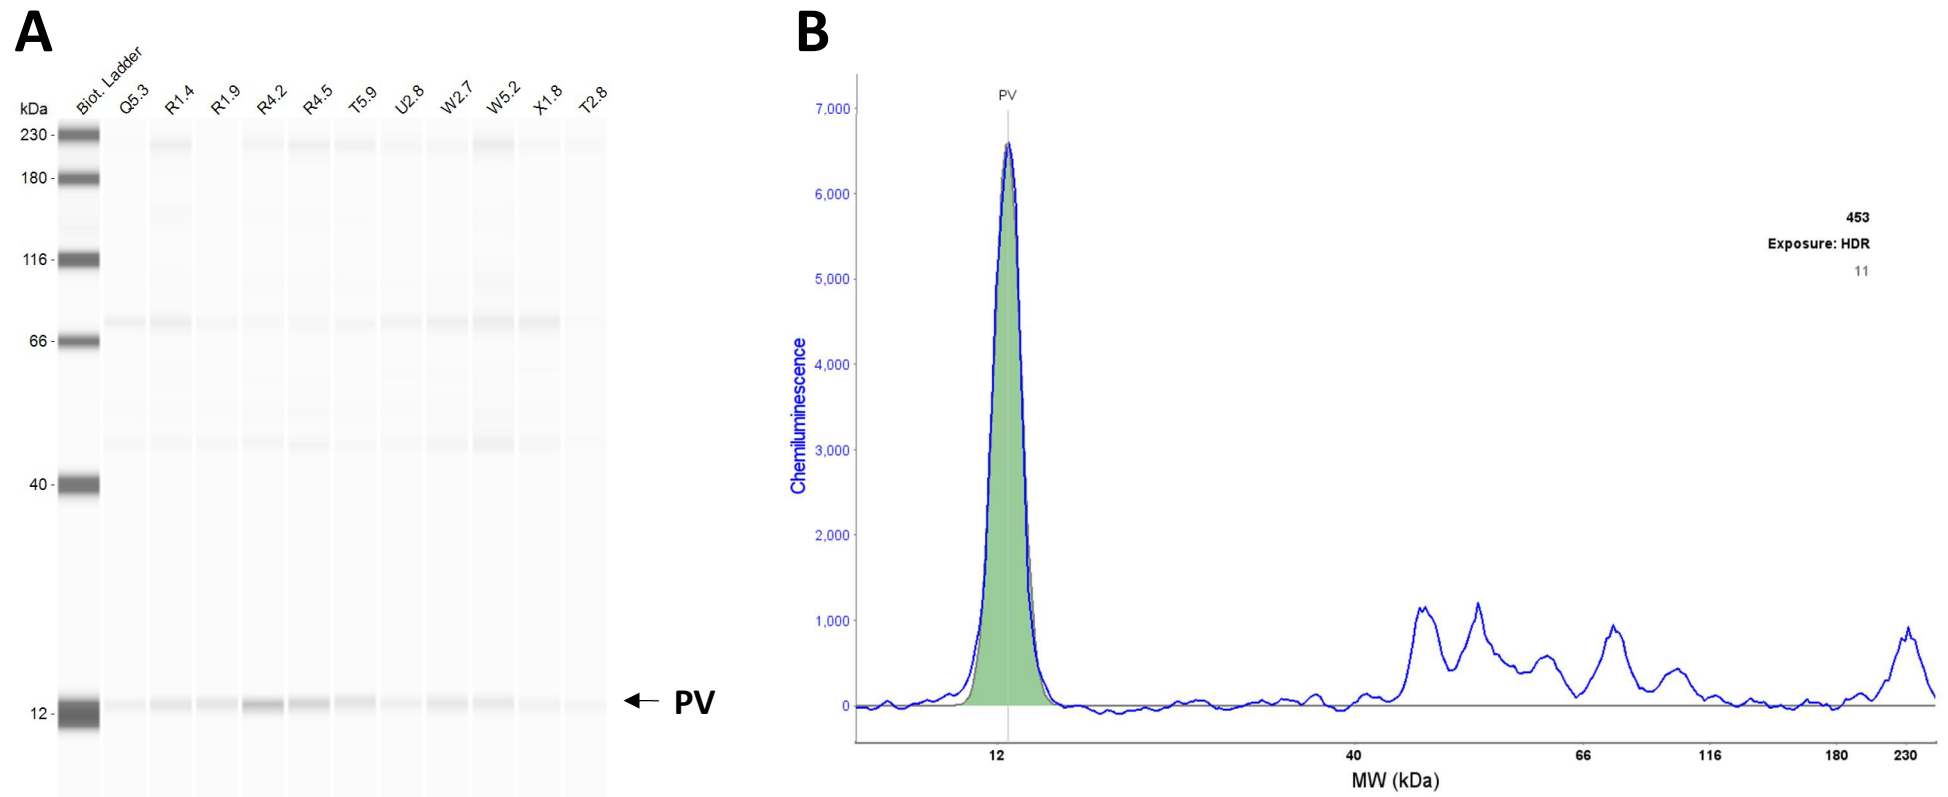 A
kDa
Biot. Ladder
Q5.3
R1.4
R1.9
R4.2
R4.5
T5.9
U2.8
W2.7
W5.2
X1.8
T2.8
230
180
116
66
40
12
PV
B
PV
7,000
6,000
5,000
4,000
3,000
2,000
1,000
0
Chemiluminescence
453
Exposure: HDR
11
12 40 66 116 180 230
MW (kDa)